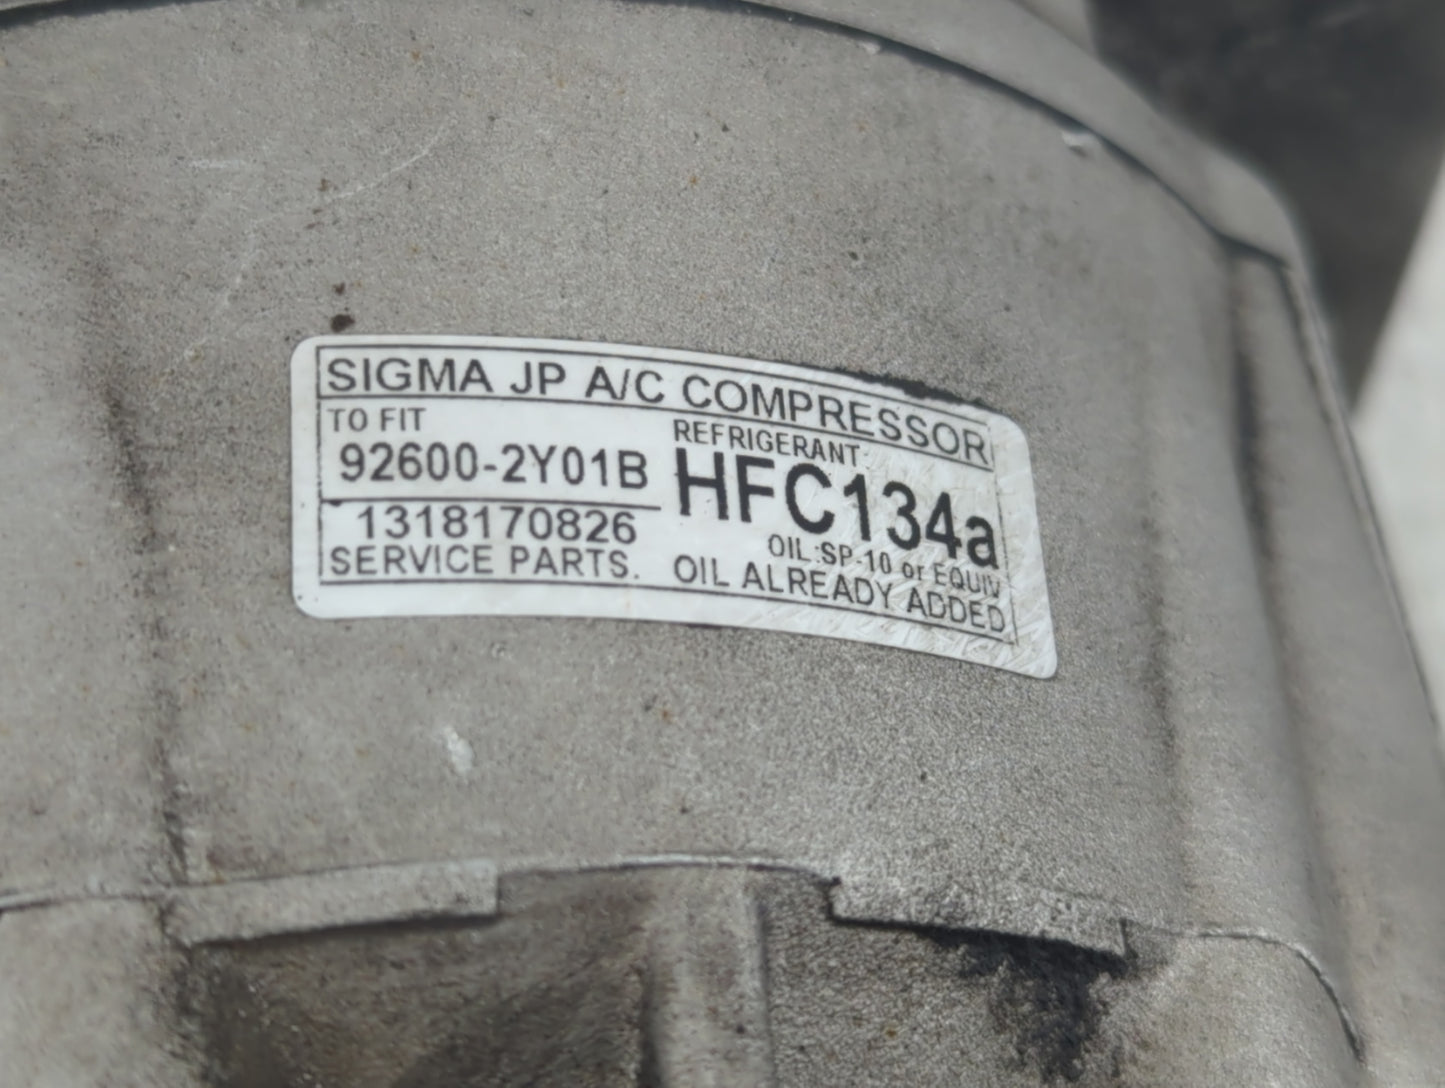 SIGMA JP A/C COMPRESSOR
TO FIT
92600-2Y01B
1318170826
SERVICE PARTS.
REFRIGERANT
HFC134a
OIL:SP-10 or EQUIV
OIL ALREADY ADDED